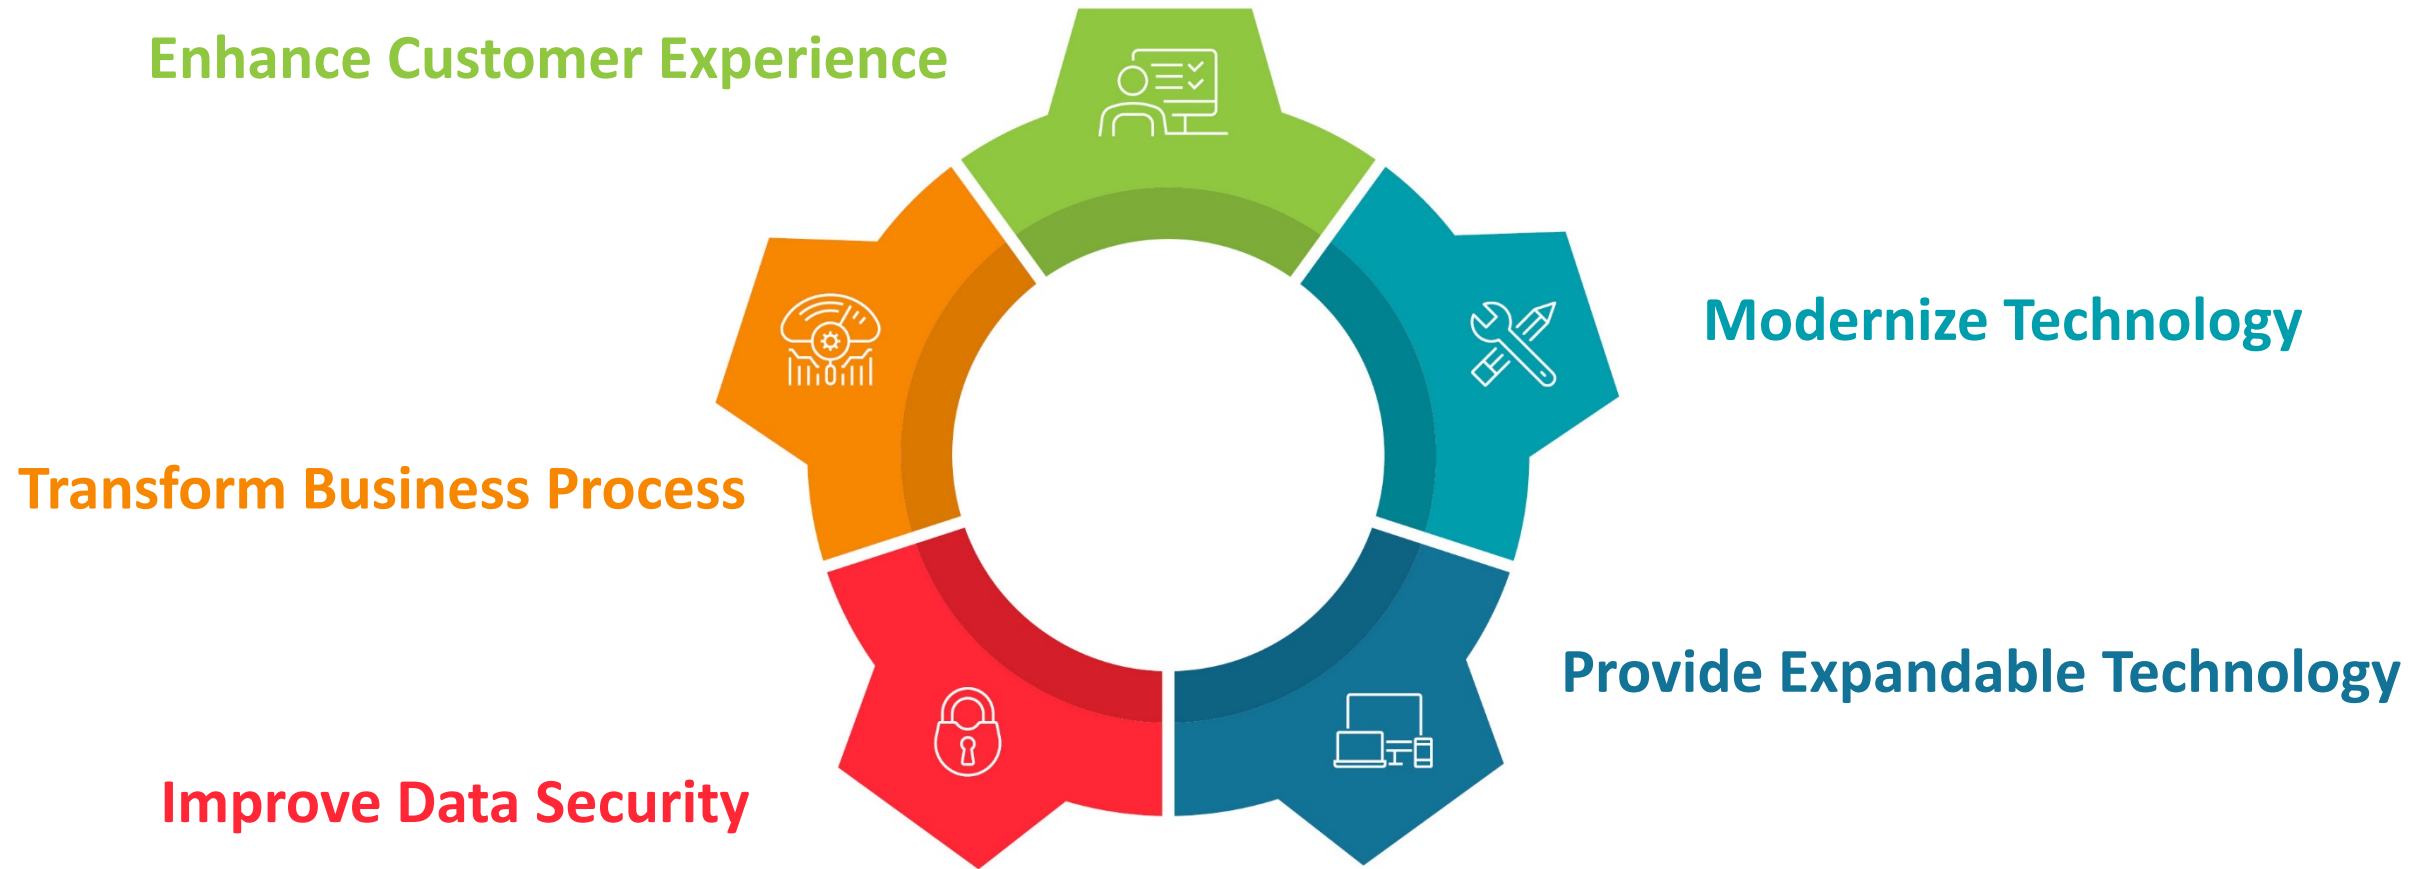 Enhance Customer Experience
Modernize Technology
Transform Business Process
Provide Expandable Technology
Improve Data Security